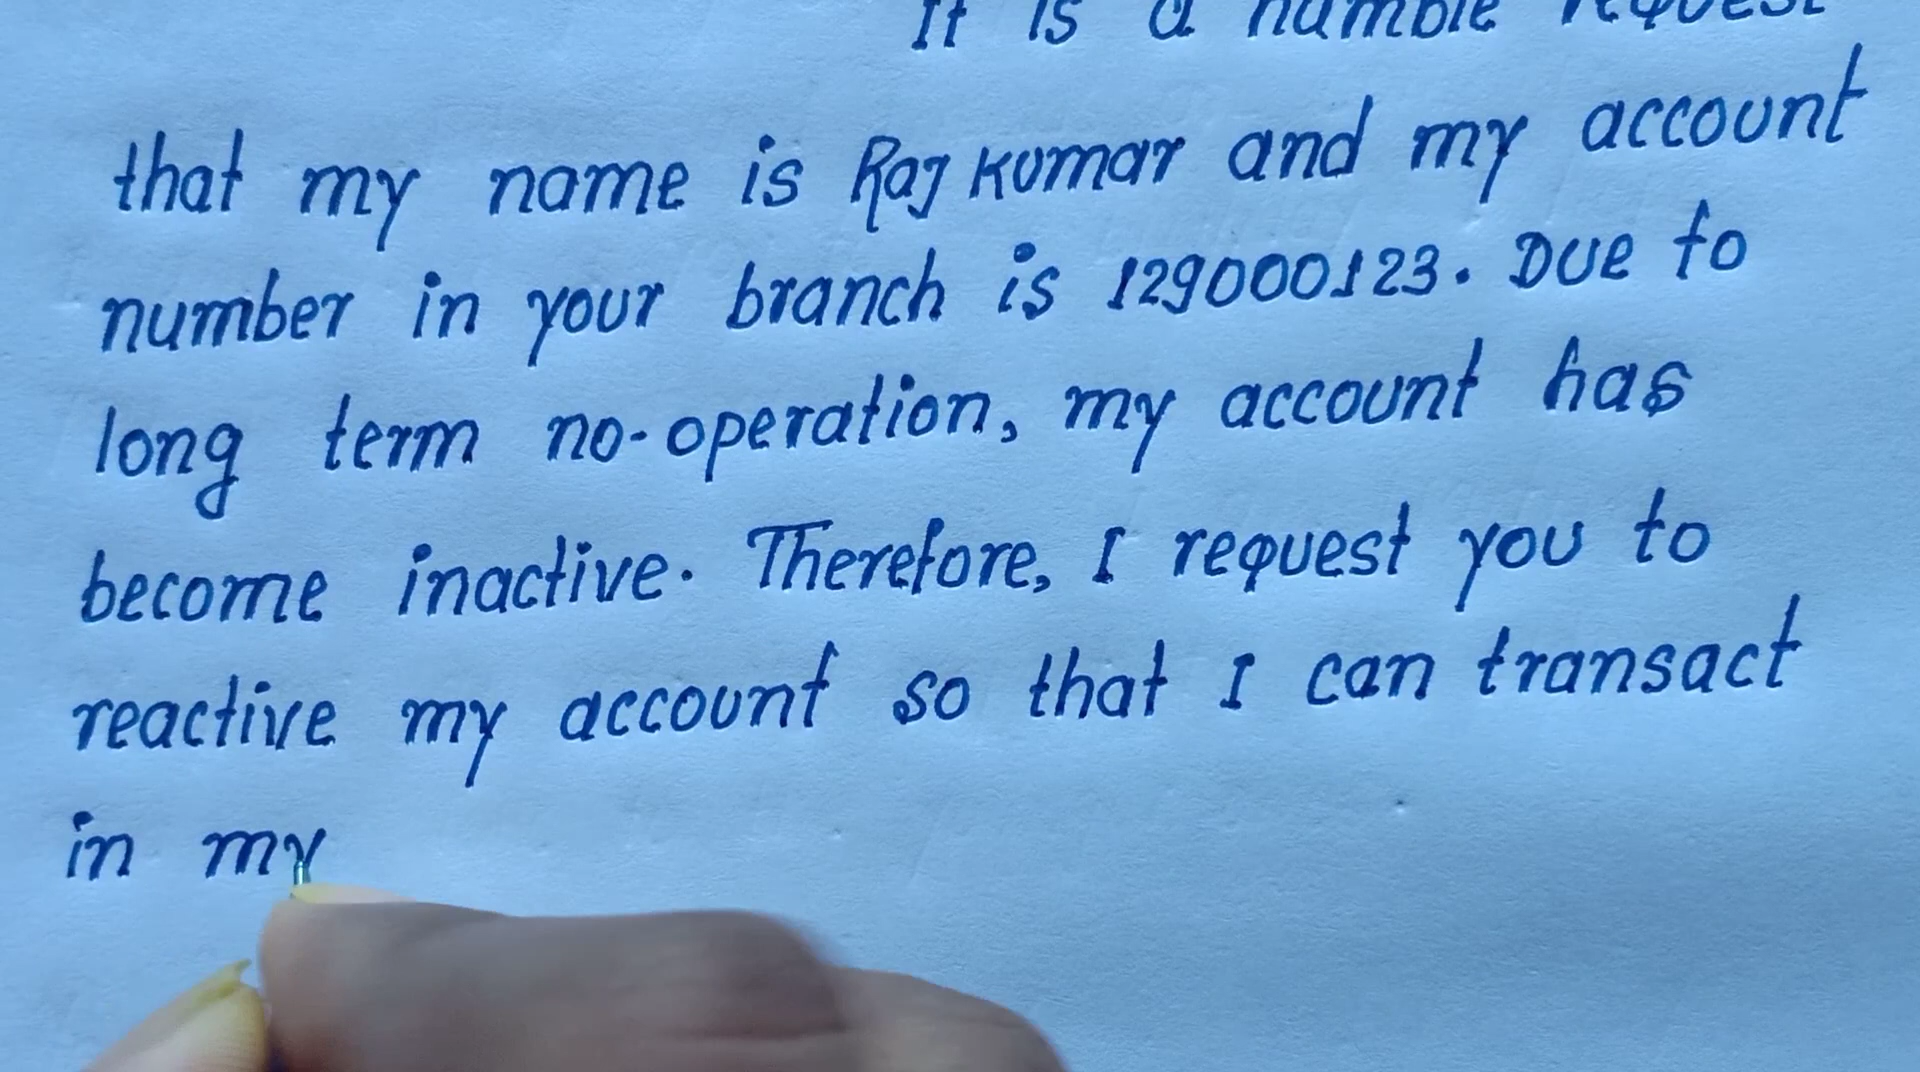 It is a humble request
that my name is Raj Kumar and my account
number in your branch is 129000123. Due to
long term no-operation, my account has
become inactive. Therefore, I request you to
reactive my account so that I can transact
in my